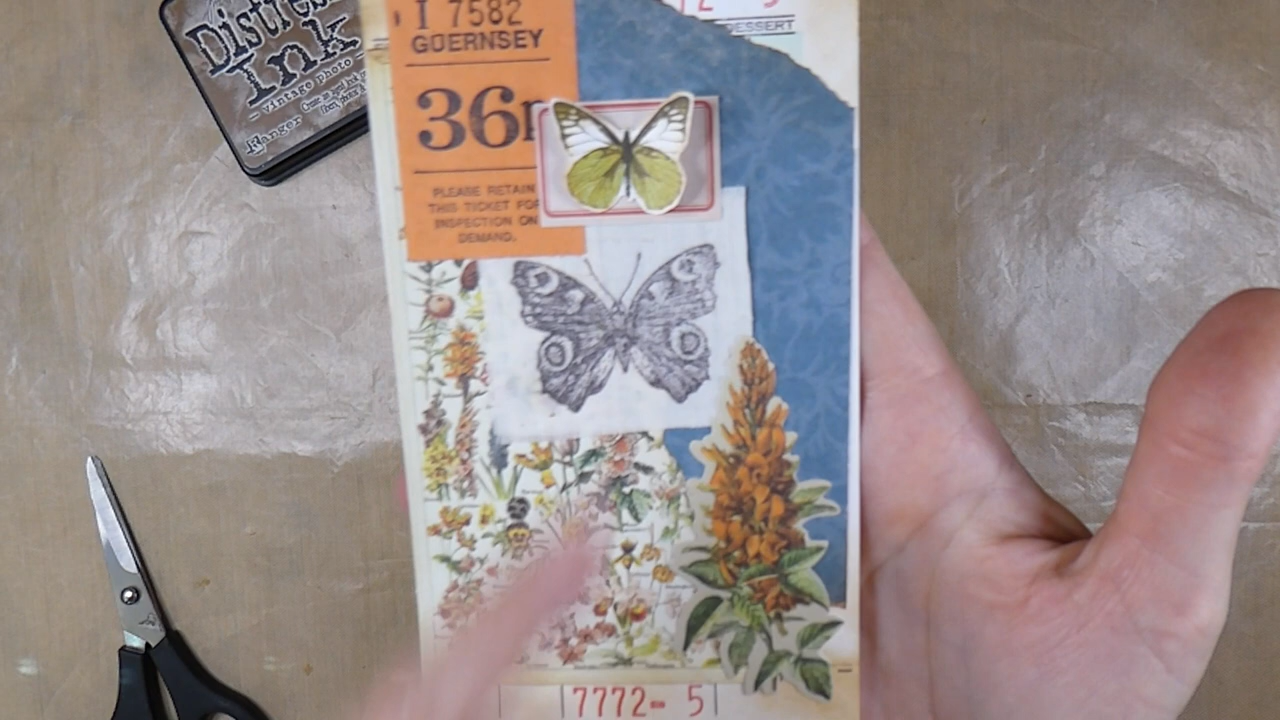 Distress
Ink
vintage photo
Ranger
I 7582
GUERNSEY
36
PLEASE RETAIN
THIS TICKET FOR
INSPECTION ON
DEMAND.
DESSERT
7772- 5